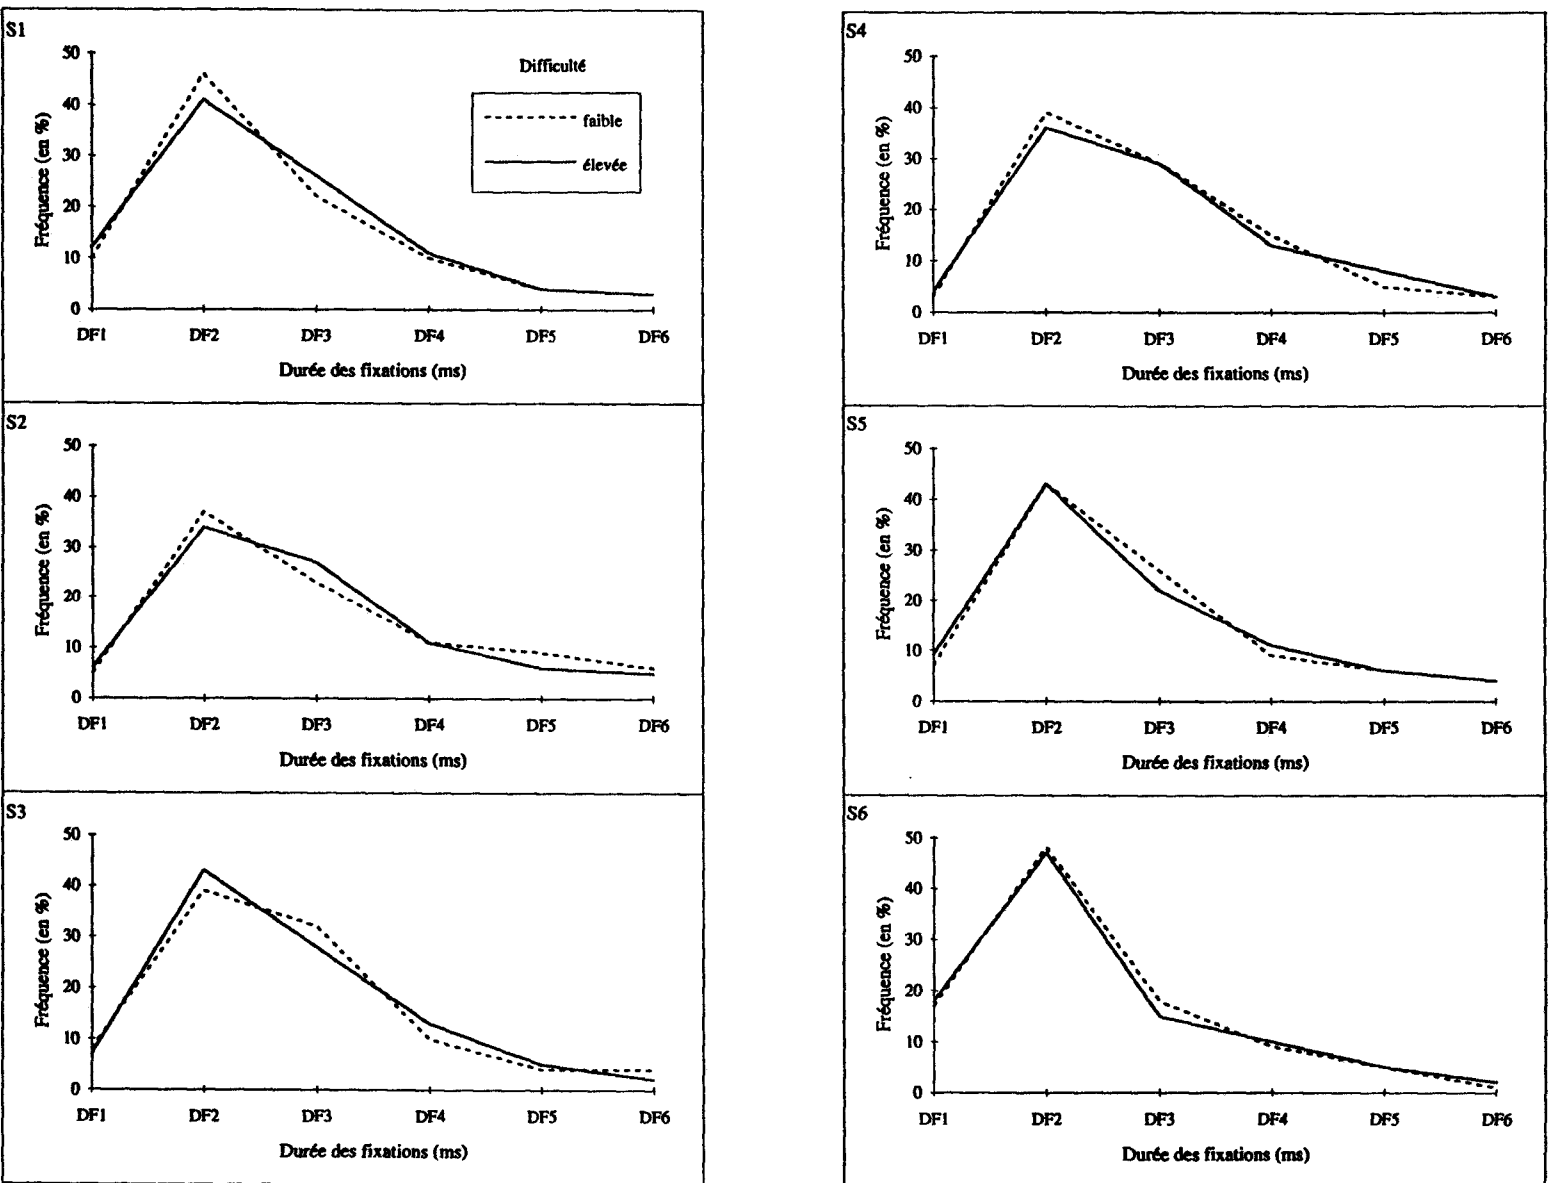 S1
Difficulté
faible
élevée
Fréquence (en %)
50
40
30
20
10
0
DF1 DF2 DF3 DF4 DF5 DF6
Durée des fixations (ms)
S2
Fréquence (en %)
50
40
30
20
10
0
DF1 DF2 DF3 DF4 DF5 DF6
Durée des fixations (ms)
S3
Fréquence (en %)
50
40
30
20
10
0
DF1 DF2 DF3 DF4 DF5 DF6
Durée des fixations (ms)
S4
Fréquence (en %)
50
40
30
20
10
0
DF1 DF2 DF3 DF4 DF5 DF6
Durée des fixations (ms)
S5
Fréquence (en %)
50
40
30
20
10
0
DF1 DF2 DF3 DF4 DF5 DF6
Durée des fixations (ms)
S6
Fréquence (en %)
50
40
30
20
10
0
DF1 DF2 DF3 DF4 DF5 DF6
Durée des fixations (ms)